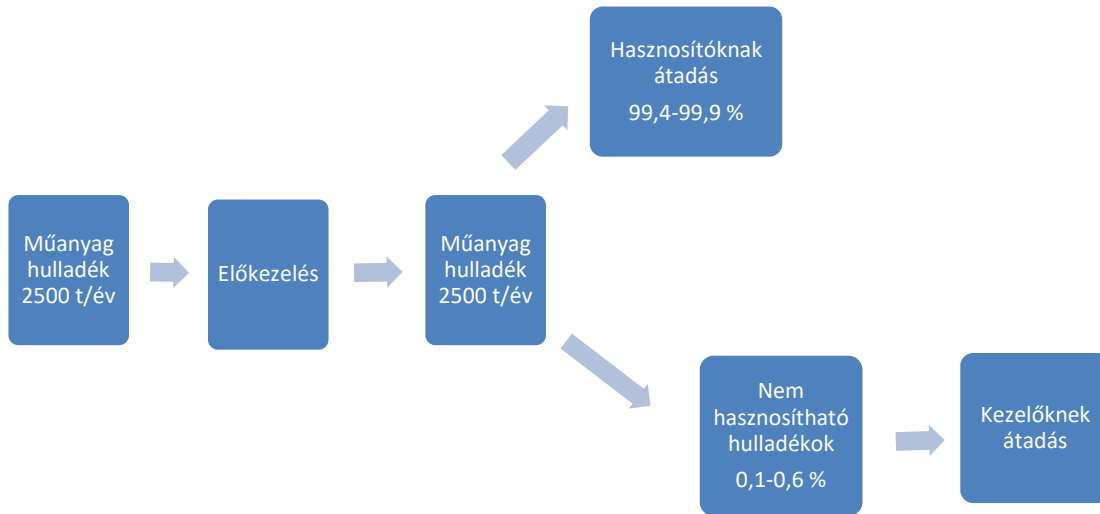 Műanyag
hulladék
2500 t/év
Előkezelés
Műanyag
hulladék
2500 t/év
Hasznosítóknak
átadás
99,4-99,9 %
Nem
hasznosítható
hulladékok
0,1-0,6 %
Kezelőknek
átadás